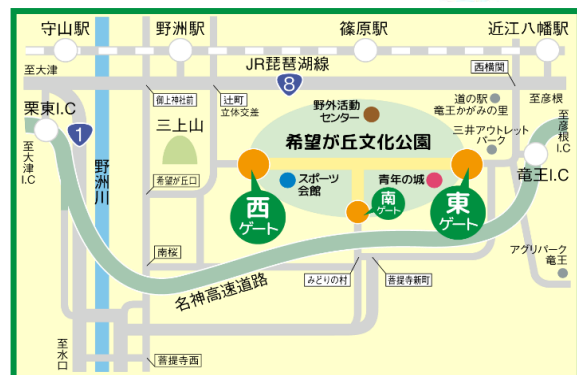 守山駅
野洲駅
篠原駅
近江八幡駅
JR琵琶湖線
至大津
8
西横関
御上神社前
辻町
立体交差
野外活動
センター
道の駅
竜王かがみの里
至彦根
栗東I.C
1
三上山
希望が丘文化公園
三井アウトレット
パーク
至彦根I.C
至大津I.C
野洲川
希望が丘口
スポーツ
会館
青年の城
竜王I.C
西
ゲート
南
ゲート
東
ゲート
南桜
みどりの村
菩提寺新町
アグリパーク
竜王
名神高速道路
至水口
菩提寺西